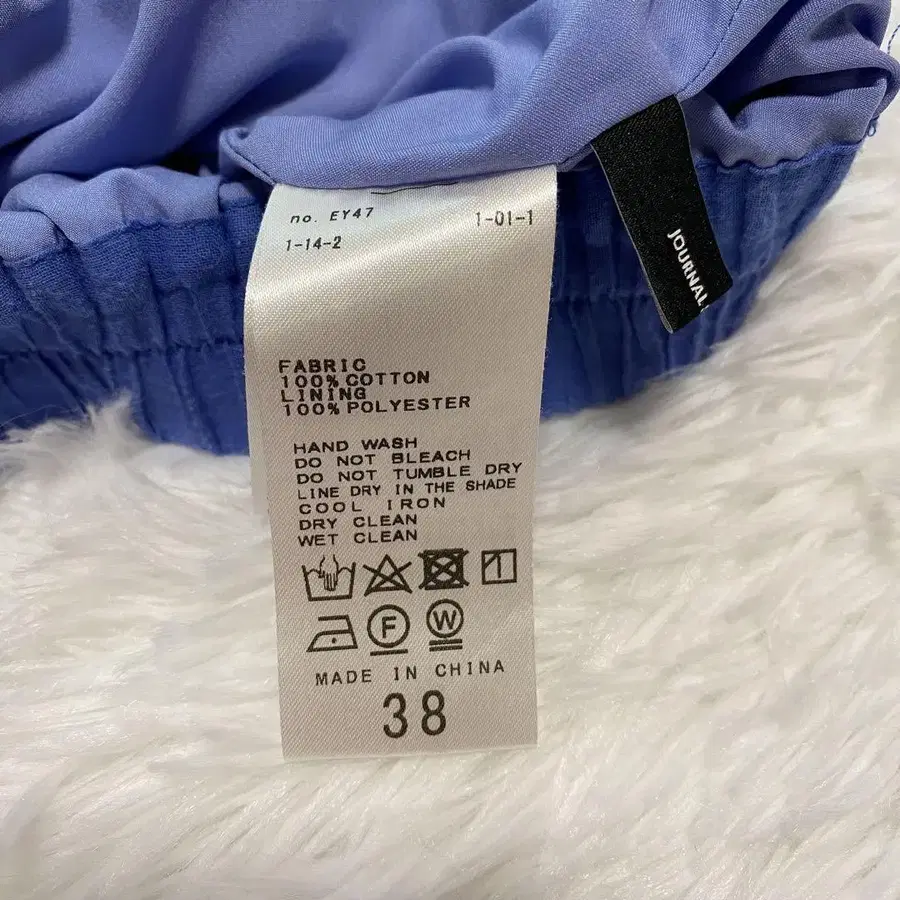 no. EY47
1-01-1
1-14-2
JOURNAL
FABRIC
100% COTTON
LINING
100% POLYESTER
HAND WASH
DO NOT BLEACH
DO NOT TUMBLE DRY
LINE DRY IN THE SHADE
COOL IRON
DRY CLEAN
WET CLEAN
F
W
MADE IN CHINA
38